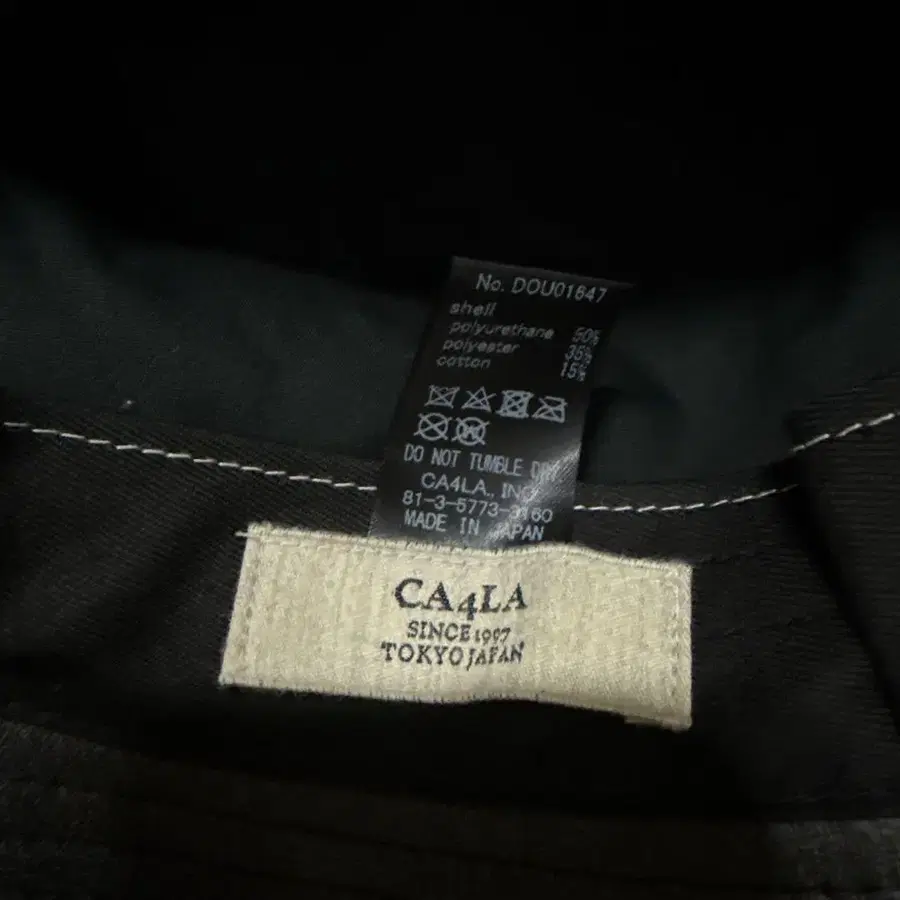 No. DOU01647
shell
polyurethane 50%
polyester 35%
cotton 15%
DO NOT TUMBLE DRY
CA4LA., INC
81-3-5773-3160
MADE IN JAPAN
CA4LA
SINCE 1997
TOKYO JAPAN